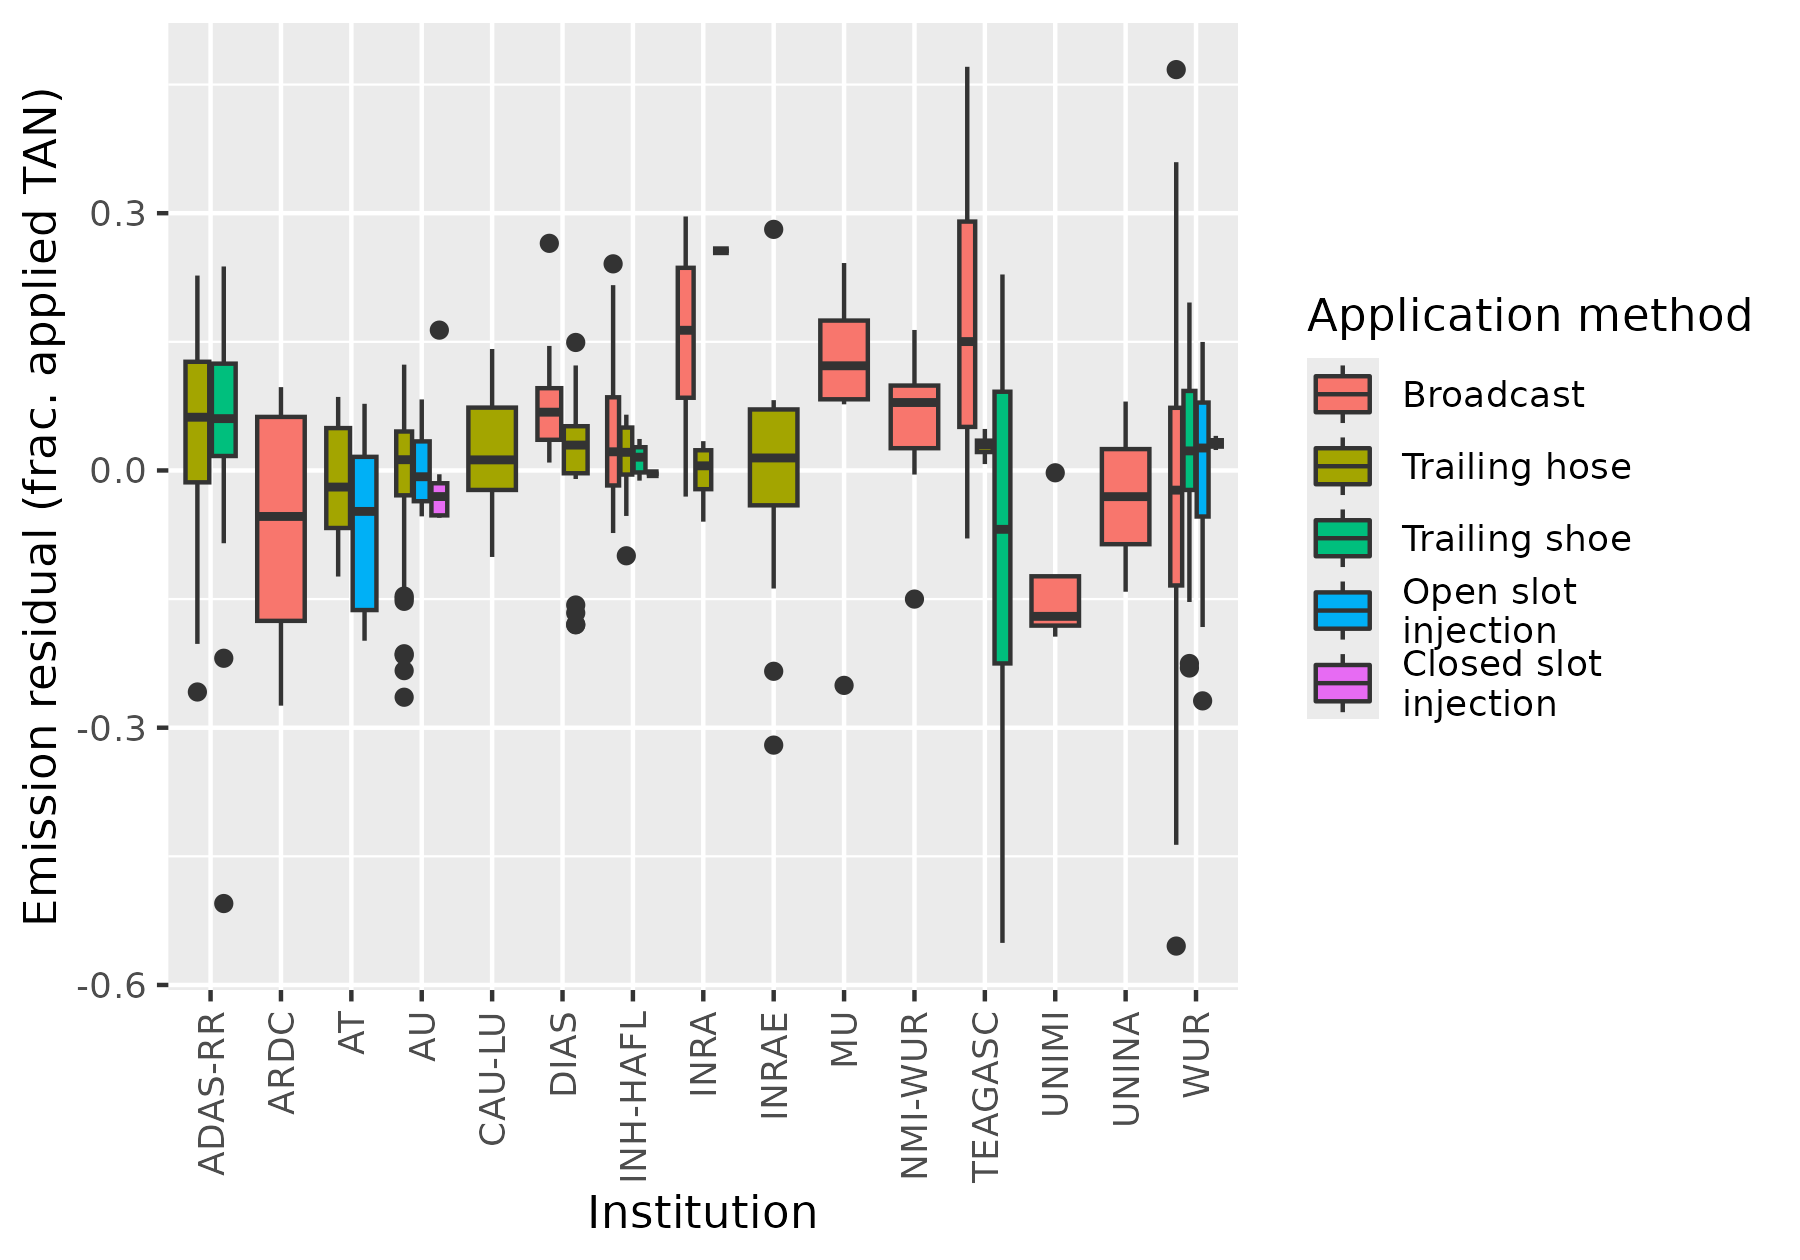 Emission residual (frac. applied TAN)
0.3
0.0
-0.3
-0.6
ADAS-RR
ARDC
AT
AU
CAU-LU
DIAS
INH-HAFL
INRA
INRAE
MU
NMI-WUR
TEAGASC
UNIMI
UNINA
WUR
Institution
Application method
Broadcast
Trailing hose
Trailing shoe
Open slot
injection
Closed slot
injection